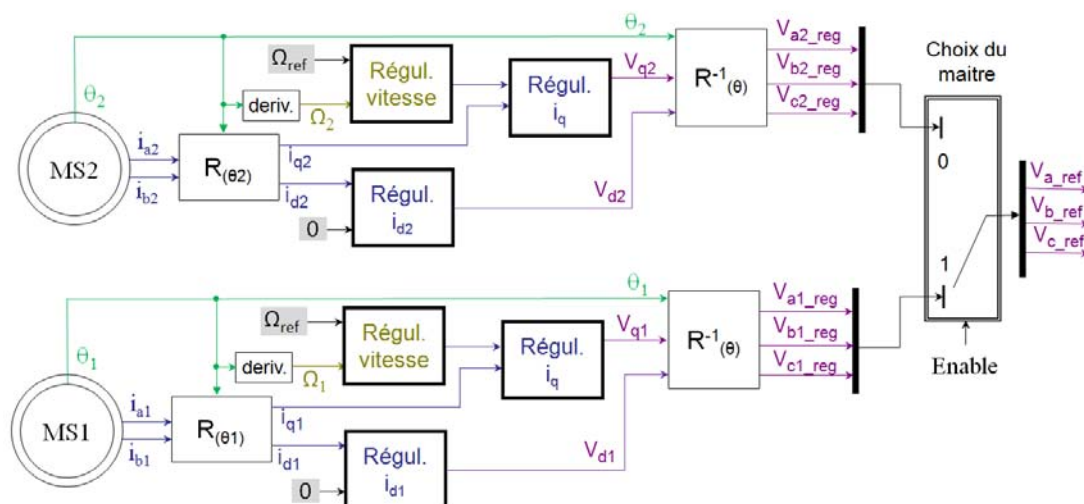 θ2
Ωref
Régul.
vitesse
deriv.
Ω2
θ2
MS2
ia2
ib2
R(θ2)
iq2
id2
Régul.
iq
Vq2
Régul.
id2
0
Vd2
R-1(θ)
Va2_reg
Vb2_reg
Vc2_reg
Choix du
maitre
0
1
Enable
Va_ref
Vb_ref
Vc_ref
θ1
Ωref
Régul.
vitesse
deriv.
Ω1
θ1
MS1
ia1
ib1
R(θ1)
iq1
id1
Régul.
iq
Vq1
Régul.
id1
0
Vd1
R-1(θ)
Va1_reg
Vb1_reg
Vc1_reg